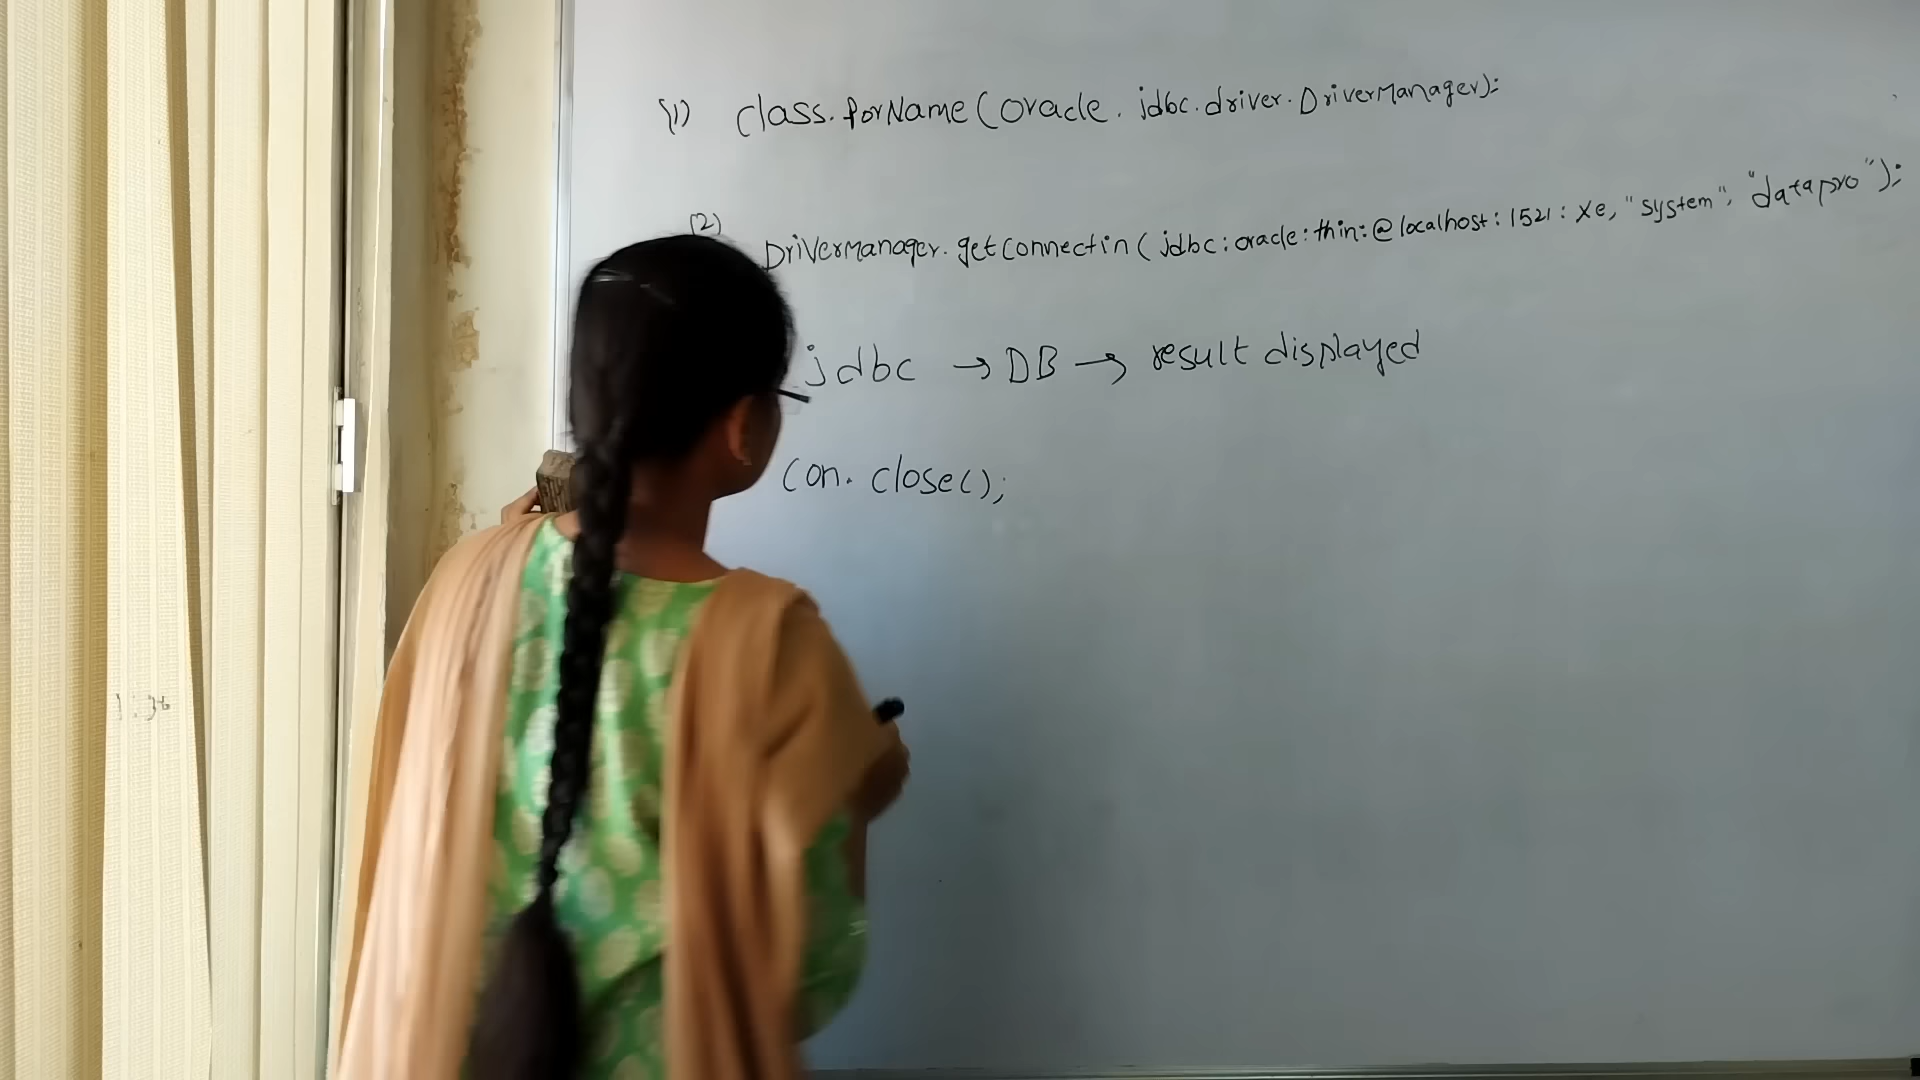 (1) class.forName(oracle.jdbc.driver.DriverManager);
(2)
DriverManager.getconnectin(jdbc:oracle:thin:@localhost:1521:xe,"system","datapro");
jdbc → DB → result displayed
con.close();